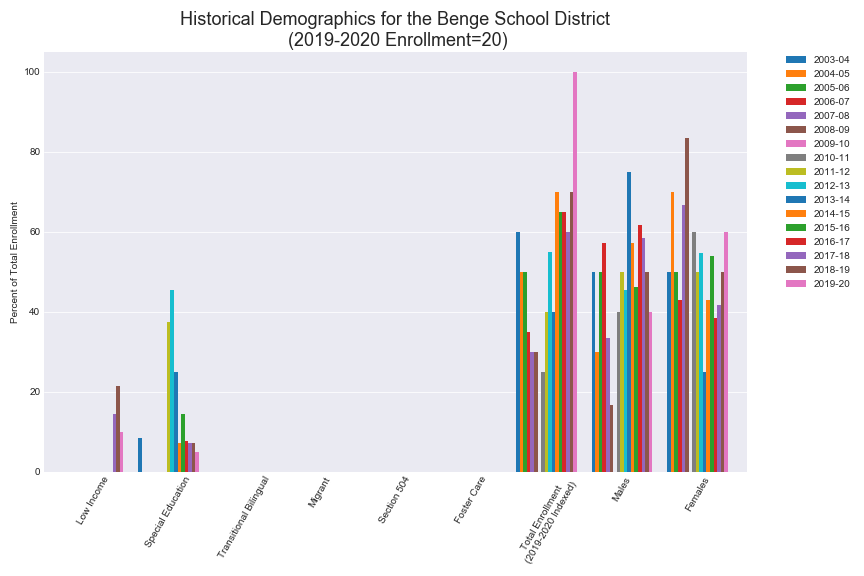 Historical Demographics for the Benge School District
(2019-2020 Enrollment=20)
Percent of Total Enrollment
100
80
60
40
20
0
Low Income
Special Education
Transitional Bilingual
Migrant
Section 504
Foster Care
Total Enrollment
(2019-2020 Indexed)
Males
Females
2003-04
2004-05
2005-06
2006-07
2007-08
2008-09
2009-10
2010-11
2011-12
2012-13
2013-14
2014-15
2015-16
2016-17
2017-18
2018-19
2019-20